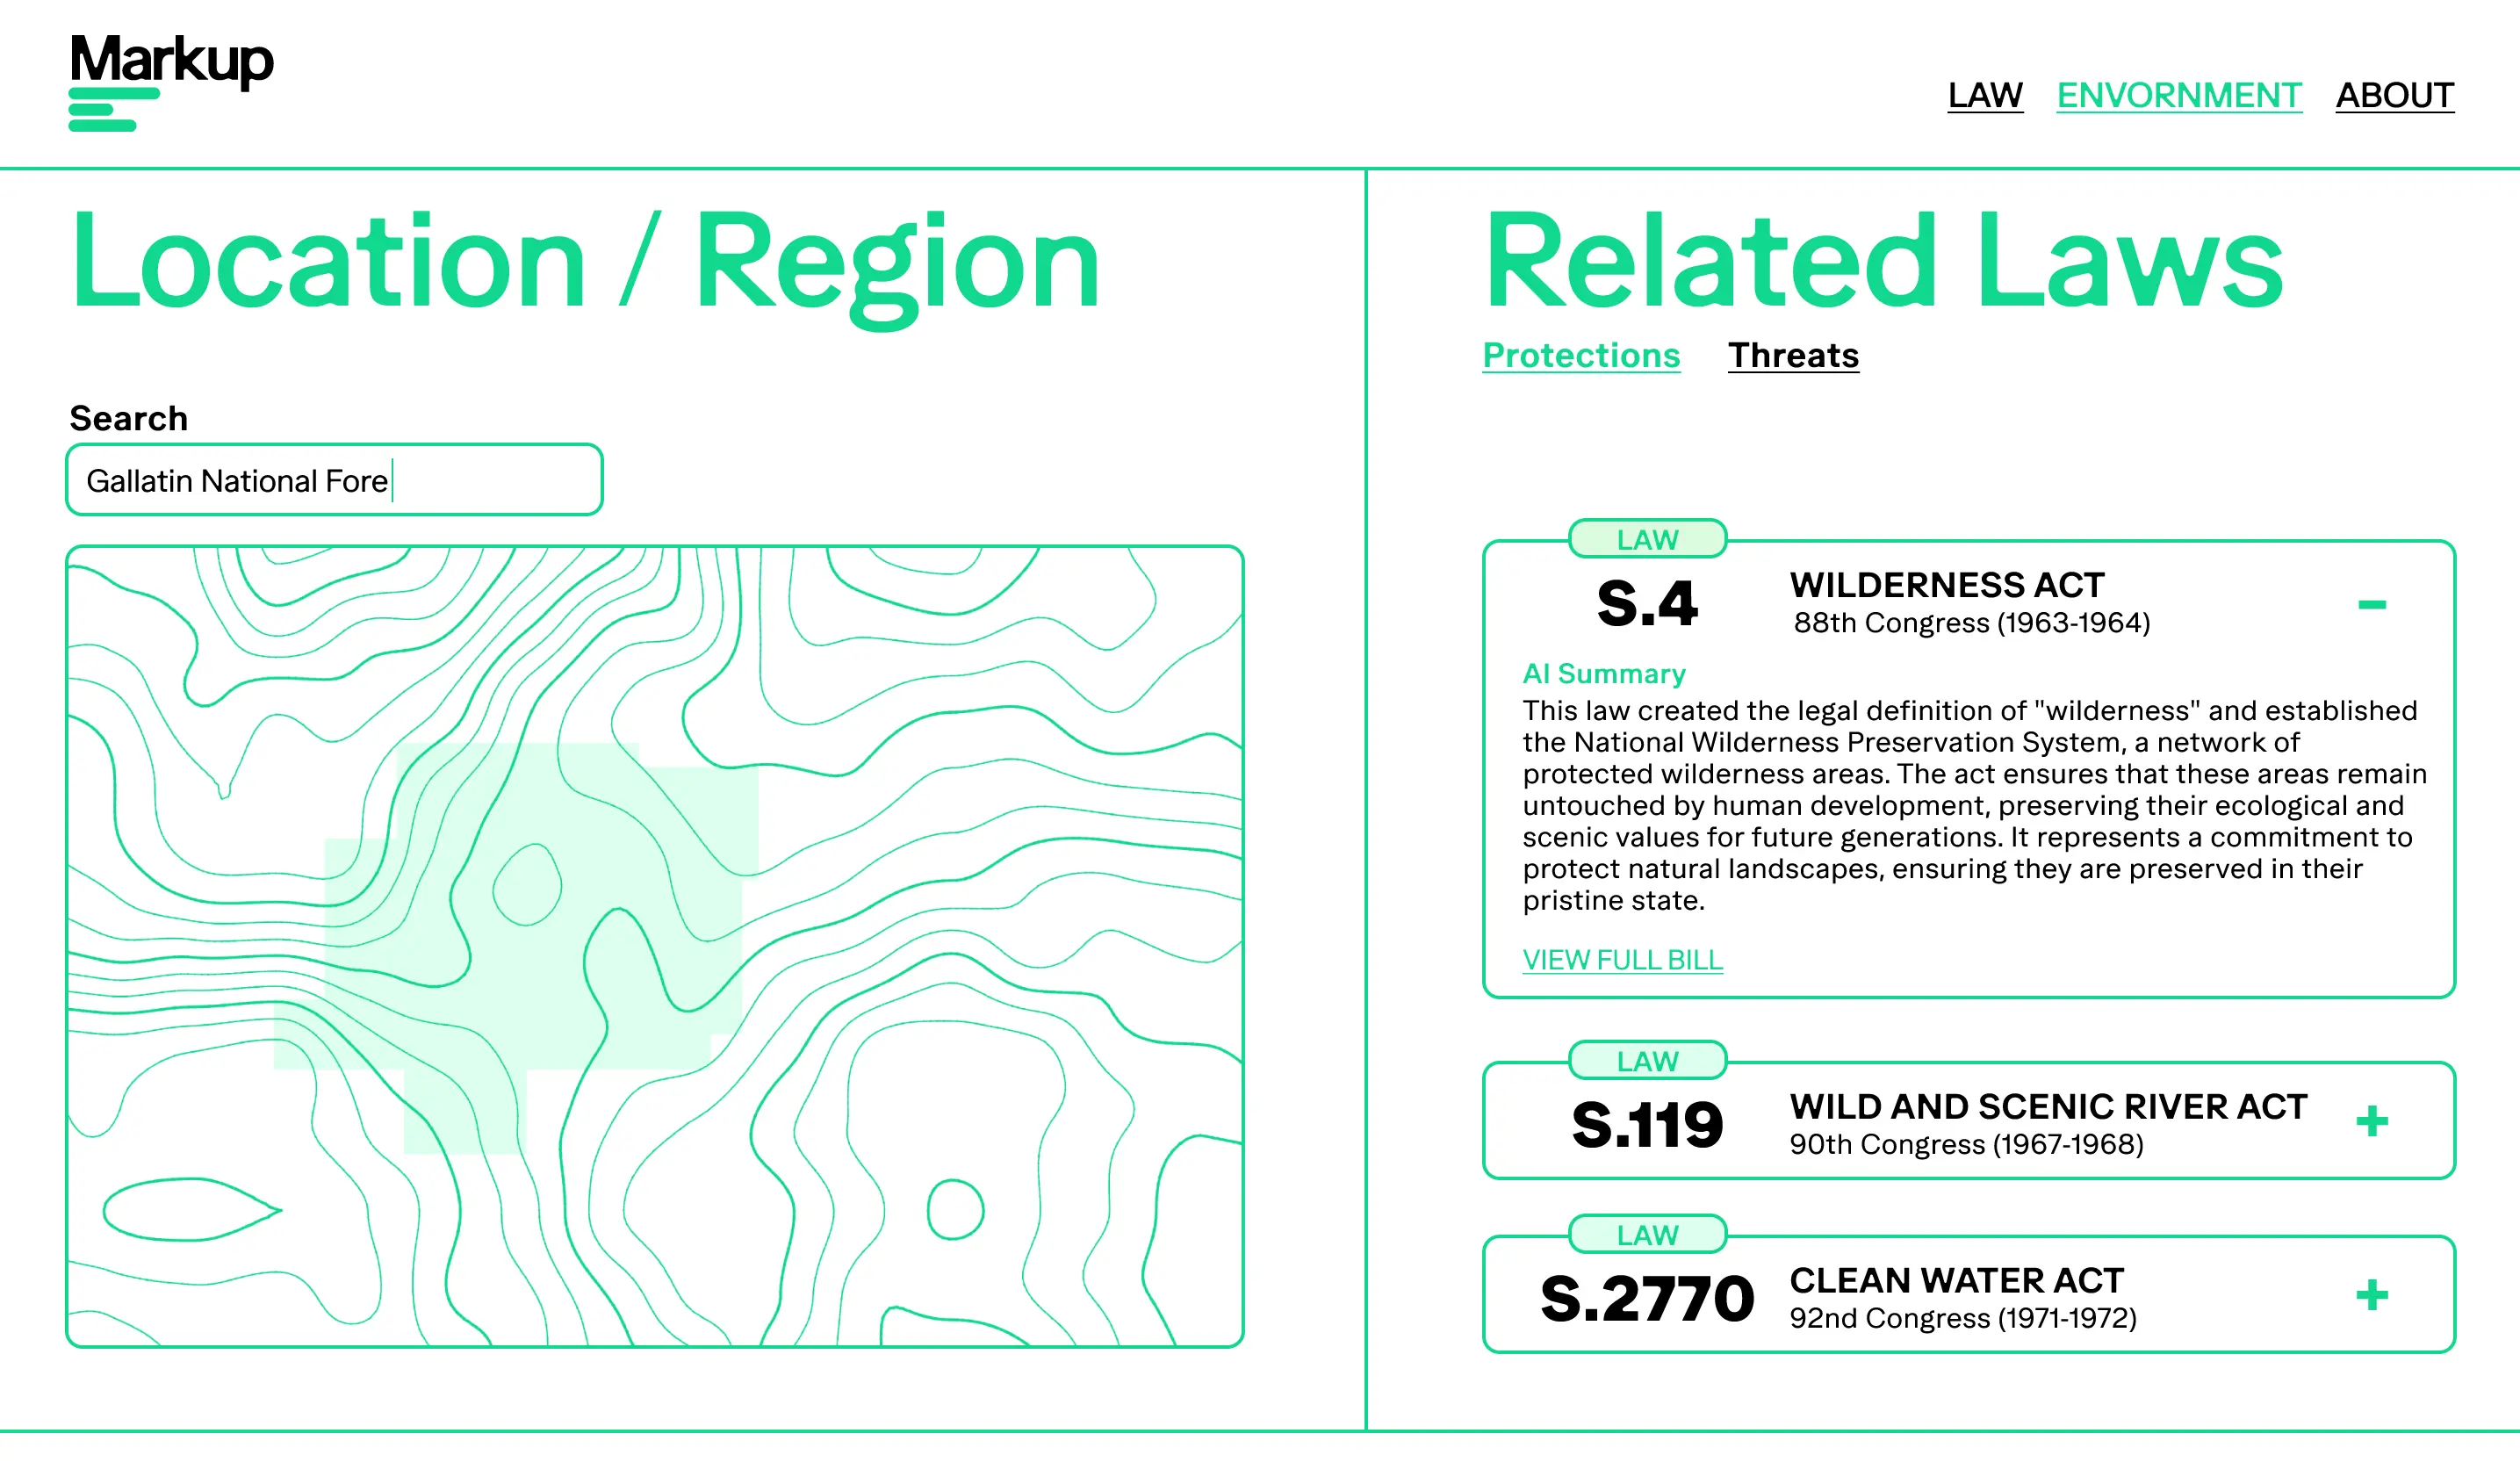 Markup
LAW ENVORNMENT ABOUT
Location / Region
Search
Gallatin National Fore
Related Laws
Protections Threats
LAW
S.4
WILDERNESS ACT
88th Congress (1963-1964)
AI Summary
This law created the legal definition of "wilderness" and established
the National Wilderness Preservation System, a network of
protected wilderness areas. The act ensures that these areas remain
untouched by human development, preserving their ecological and
scenic values for future generations. It represents a commitment to
protect natural landscapes, ensuring they are preserved in their
pristine state.
VIEW FULL BILL
LAW
S.119
WILD AND SCENIC RIVER ACT
90th Congress (1967-1968)
LAW
S.2770
CLEAN WATER ACT
92nd Congress (1971-1972)